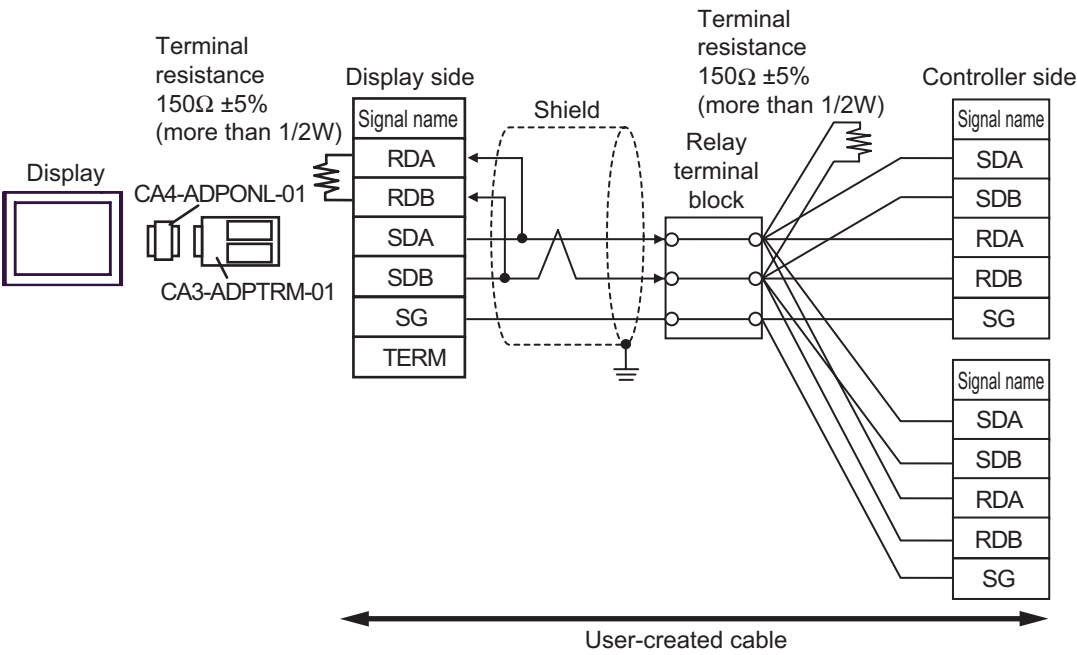 Terminal
resistance
150Ω ±5%
(more than 1/2W)
Terminal
resistance
150Ω ±5%
(more than 1/2W)
Display side
Shield
Controller side
Relay
terminal
block
Display
CA4-ADPONL-01
CA3-ADPTRM-01
Signal name
RDA
RDB
SDA
SDB
SG
TERM
Signal name
SDA
SDB
RDA
RDB
SG
Signal name
SDA
SDB
RDA
RDB
SG
User-created cable